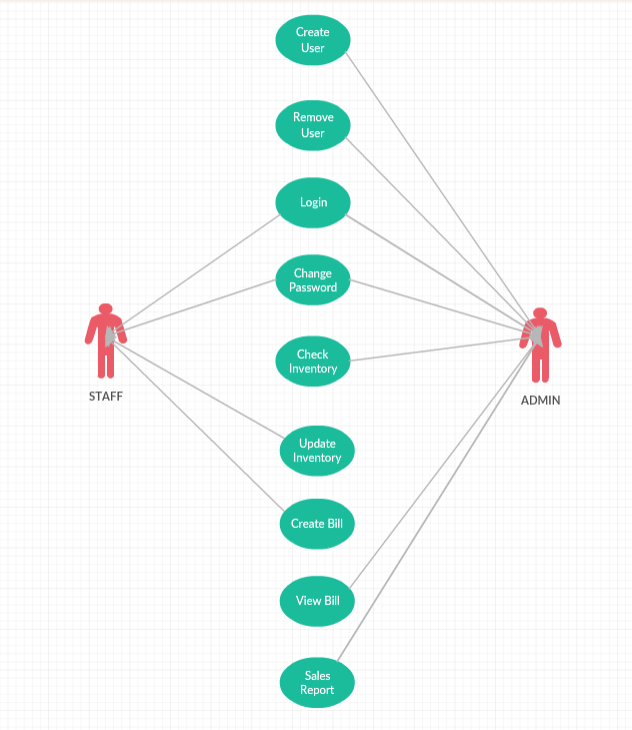 Create
User
Remove
User
Login
Change
Password
Check
Inventory
STAFF
ADMIN
Update
Inventory
Create Bill
View Bill
Sales
Report